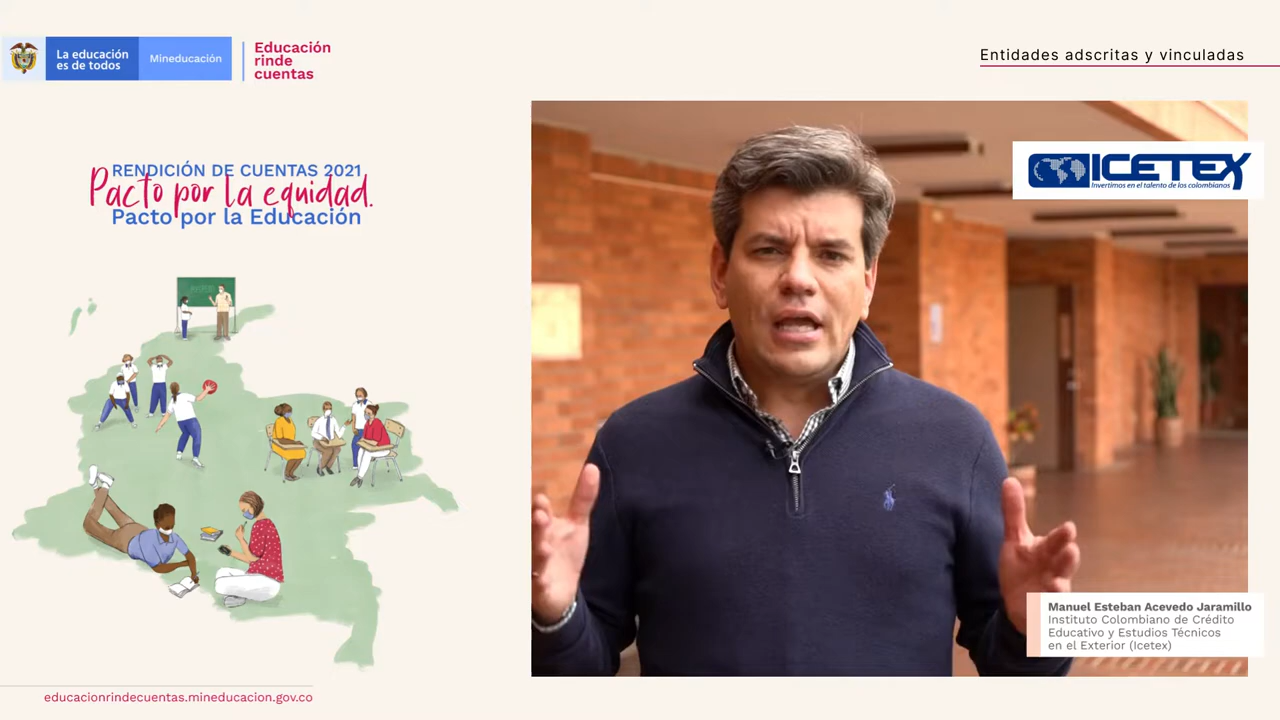 La educación
es de todos
Mineducación
Educación
rinde
cuentas
Entidades adscritas y vinculadas
RENDICIÓN DE CUENTAS 2021
Pacto por la equidad.
Pacto por la Educación
ICETEX
Invertimos en el talento de los colombianos
Manuel Esteban Acevedo Jaramillo
Instituto Colombiano de Crédito
Educativo y Estudios Técnicos
en el Exterior (Icetex)
educacionrindecuentas.mineducacion.gov.co